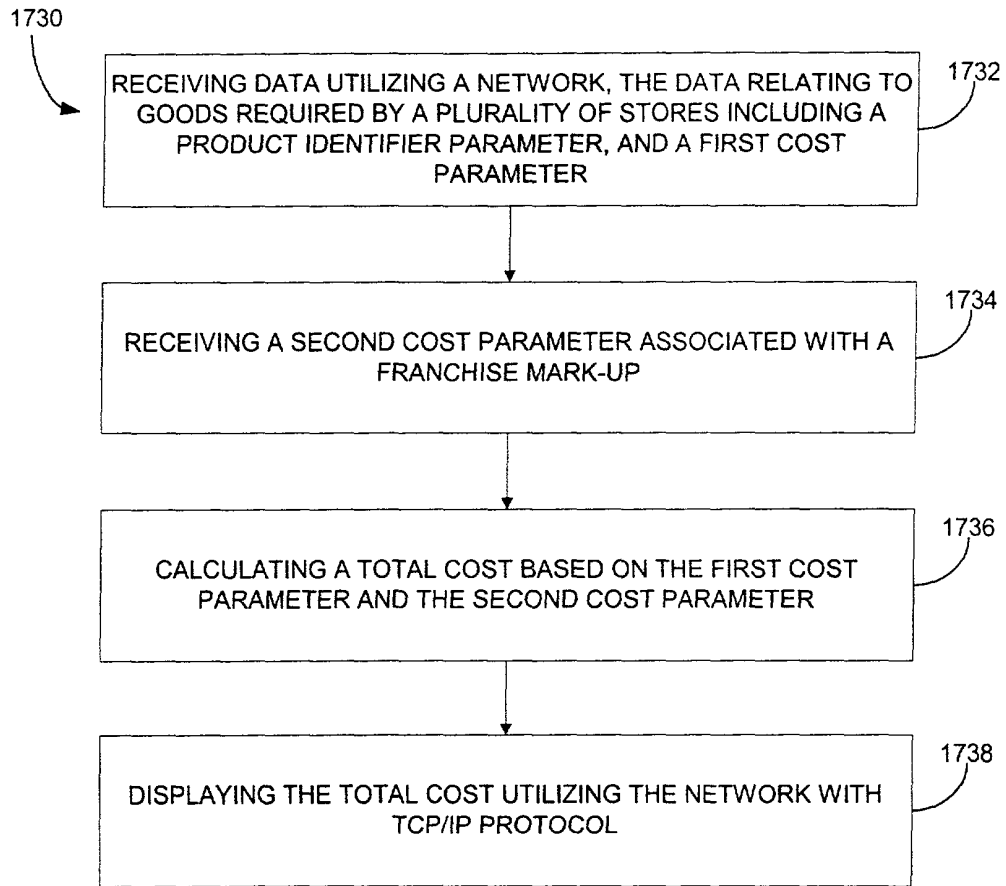 1730
RECEIVING DATA UTILIZING A NETWORK, THE DATA RELATING TO
GOODS REQUIRED BY A PLURALITY OF STORES INCLUDING A
PRODUCT IDENTIFIER PARAMETER, AND A FIRST COST
PARAMETER
1732
RECEIVING A SECOND COST PARAMETER ASSOCIATED WITH A
FRANCHISE MARK-UP
1734
CALCULATING A TOTAL COST BASED ON THE FIRST COST
PARAMETER AND THE SECOND COST PARAMETER
1736
DISPLAYING THE TOTAL COST UTILIZING THE NETWORK WITH
TCP/IP PROTOCOL
1738